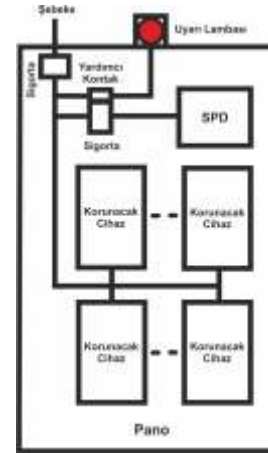 Şebeke
Uyarı Lambası
Sigorta
Yardımcı
Kontak
SPD
Sigorta
Korunacak
Cihaz
Korunacak
Cihaz
Korunacak
Cihaz
Korunacak
Cihaz
Pano